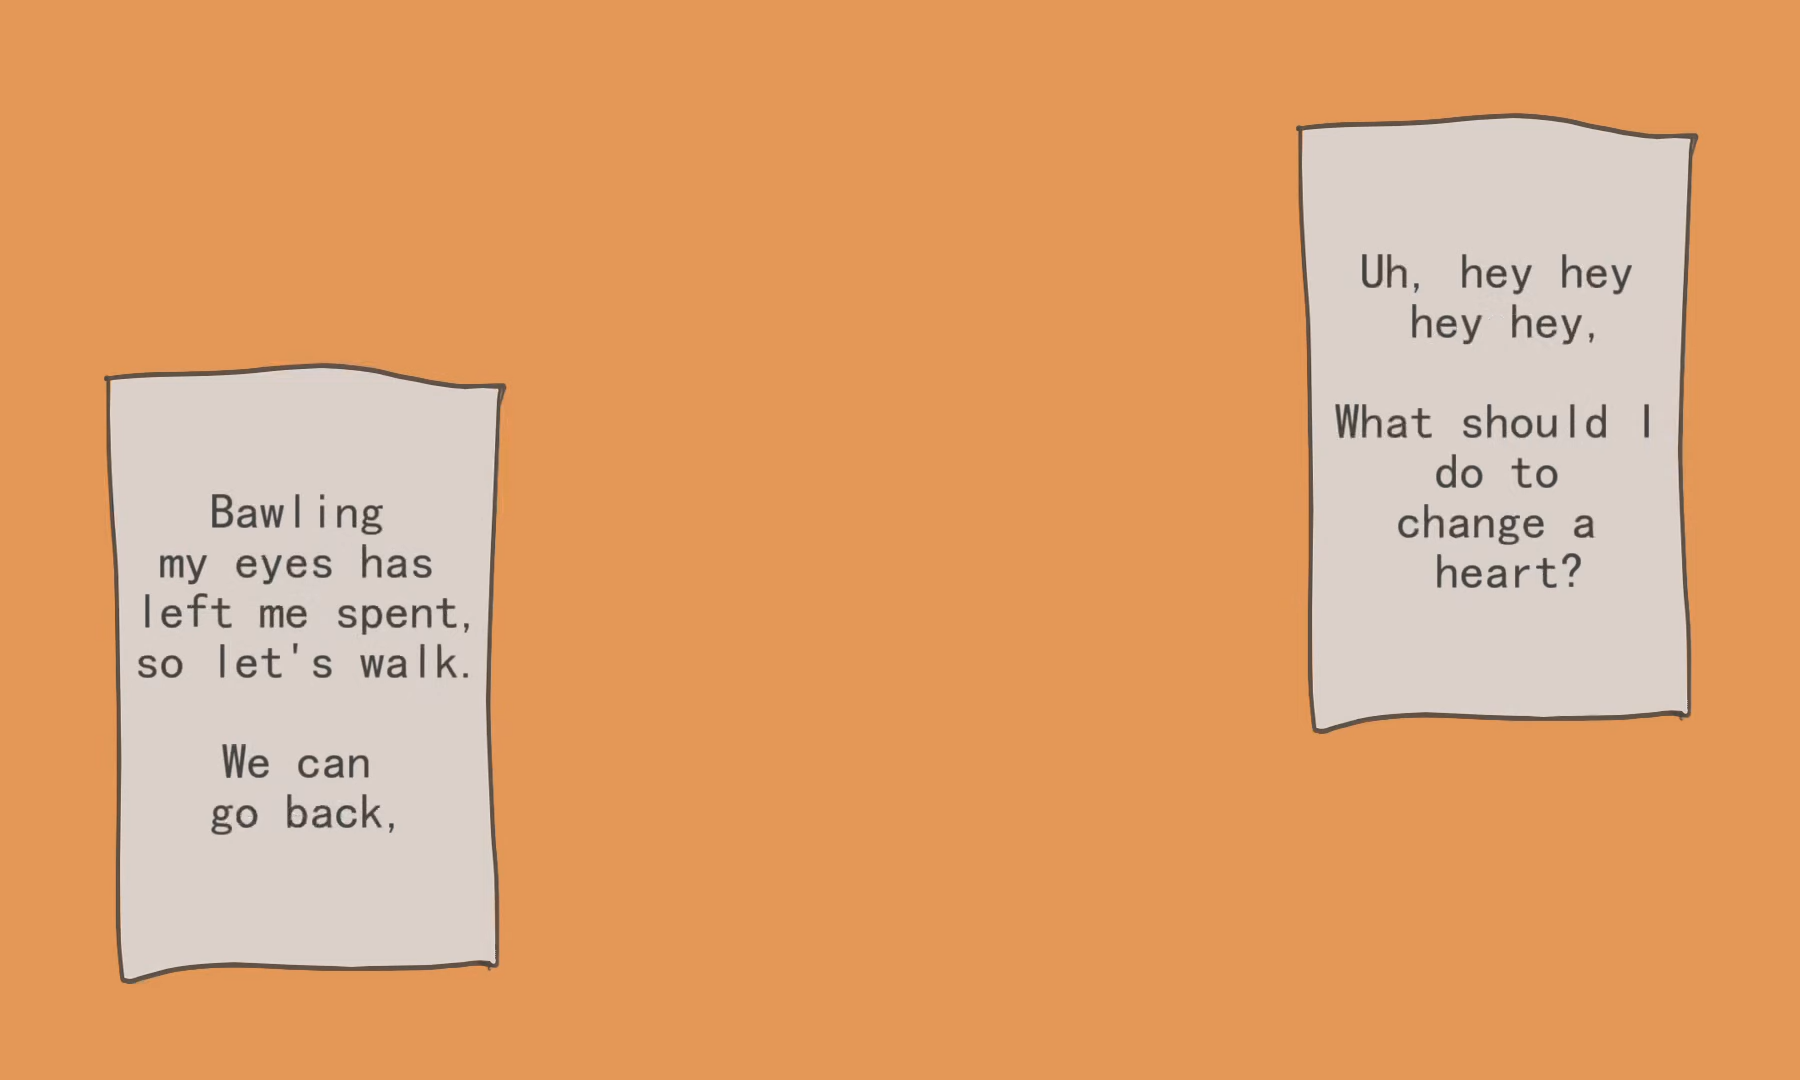 Bawling
my eyes has
left me spent,
so let's walk.
We can
go back,
Uh, hey hey
hey hey,
What should I
do to
change a
heart?